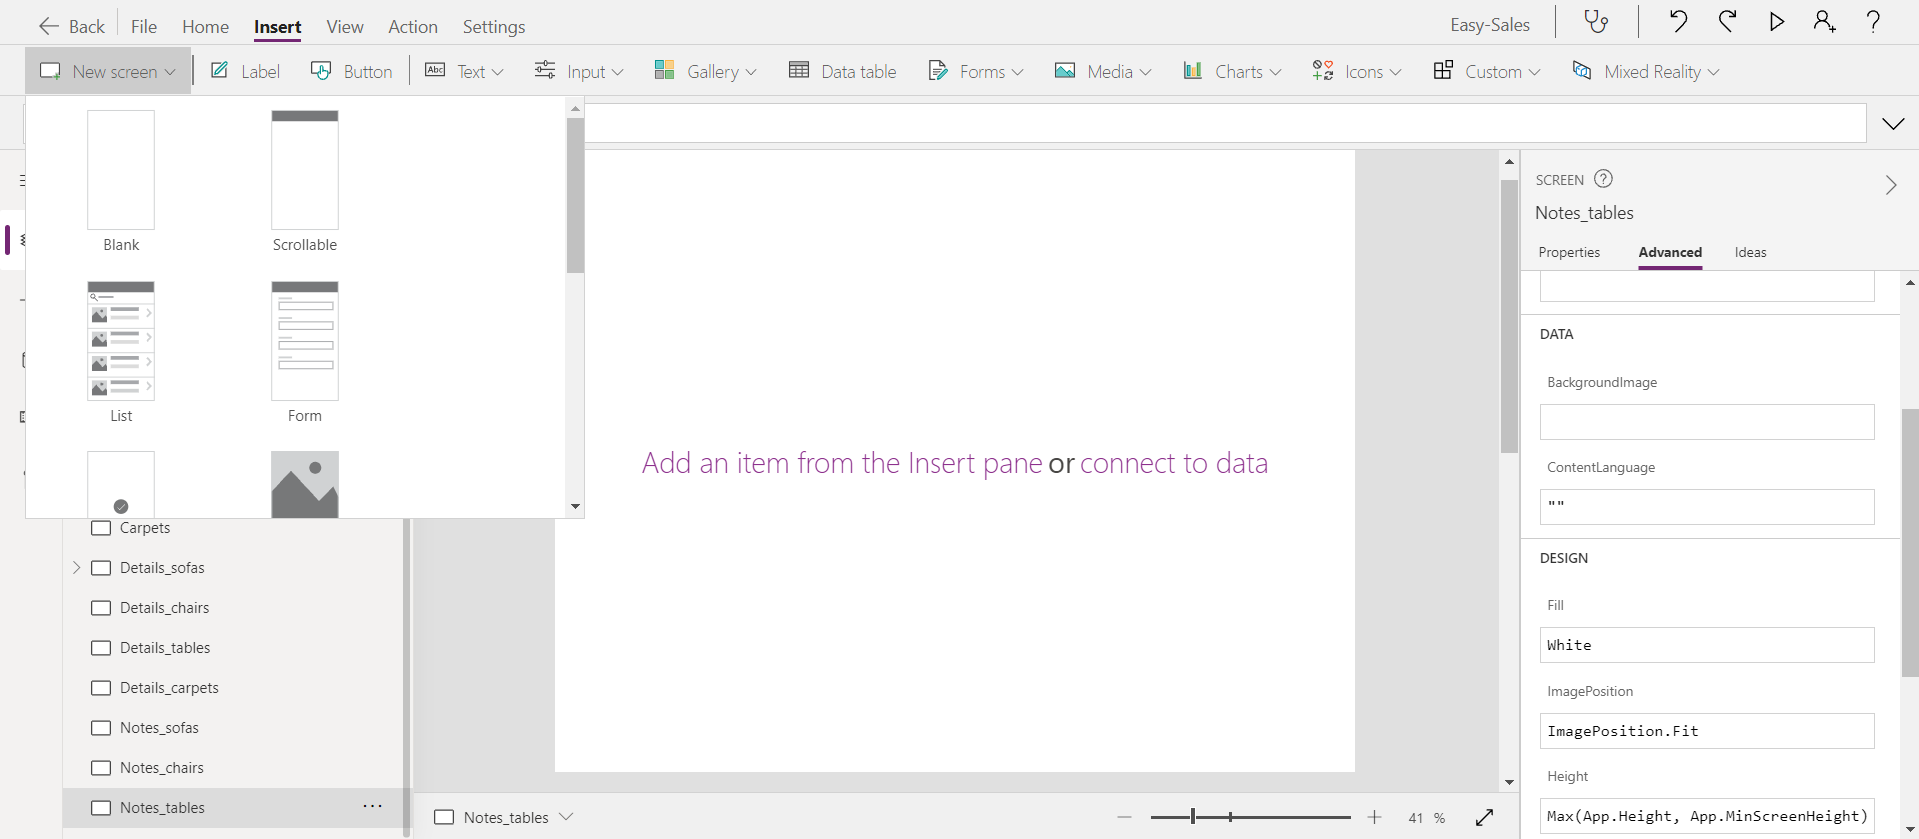 Back File Home Insert View Action Settings Easy-Sales
New screen Label Button Abc Text Input Gallery Data table Forms Media Charts Icons Custom Mixed Reality
Blank Scrollable
List Form
Carpets
Details_sofas
Details_chairs
Details_tables
Details_carpets
Notes_sofas
Notes_chairs
Notes_tables ...
Add an item from the Insert pane or connect to data
Notes_tables 41 %
SCREEN ?
Notes_tables
Properties Advanced Ideas
DATA
BackgroundImage
ContentLanguage
""
DESIGN
Fill
White
ImagePosition
ImagePosition.Fit
Height
Max(App.Height, App.MinScreenHeight)